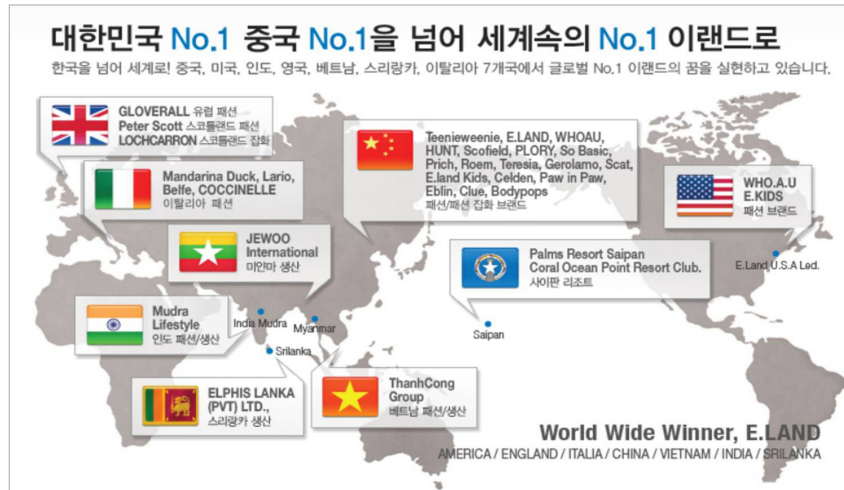 대한민국 No.1 중국 No.1을 넘어 세계속의 No.1 이랜드로
한국을 넘어 세계로! 중국, 미국, 인도, 영국, 베트남, 스리랑카, 이탈리아 7개국에서 글로벌 No.1 이랜드의 꿈을 실현하고 있습니다.
GLOVERALL 유럽 패션
Peter Scott 스코틀랜드 패션
LOCHCARRON 스코틀랜드 잡화
Mandarina Duck, Lario,
Belfe, COCCINELLE
이탈리아 패션
Teenieweenie, E.LAND, WHOAU,
HUNT, Scofield, PLORY, So Basic,
Prich, Roem, Teresia, Gerolamo, Scat,
E.land Kids, Celden, Paw in Paw,
Eblin, Clue, Bodypops
패션/패션 잡화 브랜드
WHO.A.U
E.KIDS
패션 브랜드
E.Land U.S.A Led.
JEWOO
International
미얀마 생산
Palms Resort Saipan
Coral Ocean Point Resort Club.
사이판 리조트
Saipan
Mudra
Lifestyle
인도 패션/생산
India Mudra
Myanmar
Srilanka
ELPHIS LANKA
(PVT) LTD.,
스리랑카 생산
ThanhCong
Group
베트남 패션/생산
World Wide Winner, E.LAND
AMERICA / ENGLAND / ITALIA / CHINA / VIETNAM / INDIA / SRILANKA